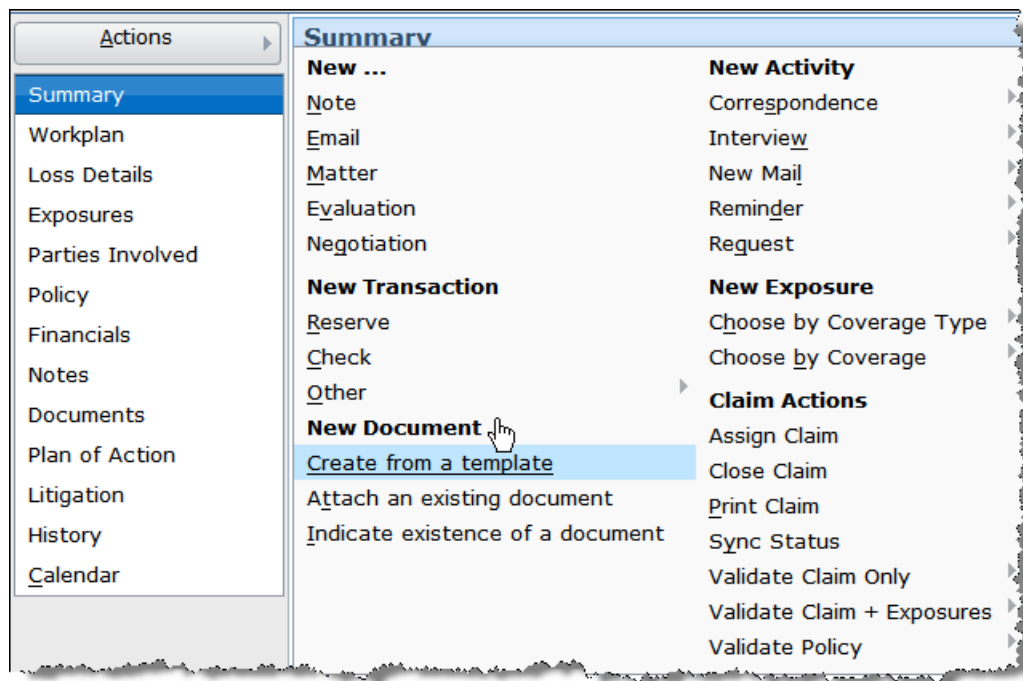 Actions
Summary
Workplan
Loss Details
Exposures
Parties Involved
Policy
Financials
Notes
Documents
Plan of Action
Litigation
History
Calendar
Summary
New ...
Note
Email
Matter
Evaluation
Negotiation
New Transaction
Reserve
Check
Other
New Document
Create from a template
Attach an existing document
Indicate existence of a document
New Activity
Correspondence
Interview
New Mail
Reminder
Request
New Exposure
Choose by Coverage Type
Choose by Coverage
Claim Actions
Assign Claim
Close Claim
Print Claim
Sync Status
Validate Claim Only
Validate Claim + Exposures
Validate Policy